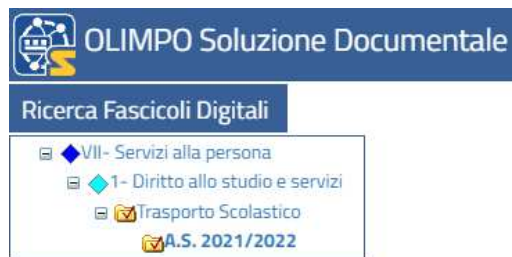 OLIMPO Soluzione Documentale
Ricerca Fascicoli Digitali
VII- Servizi alla persona
1- Diritto allo studio e servizi
Trasporto Scolastico
A.S. 2021/2022